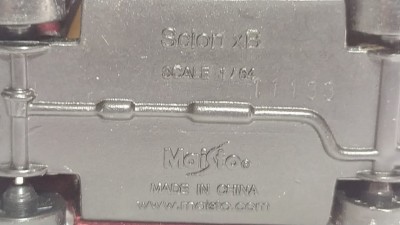 Scion xB
SCALE 1/64
Maisto
MADE IN CHINA
www.maisto.com